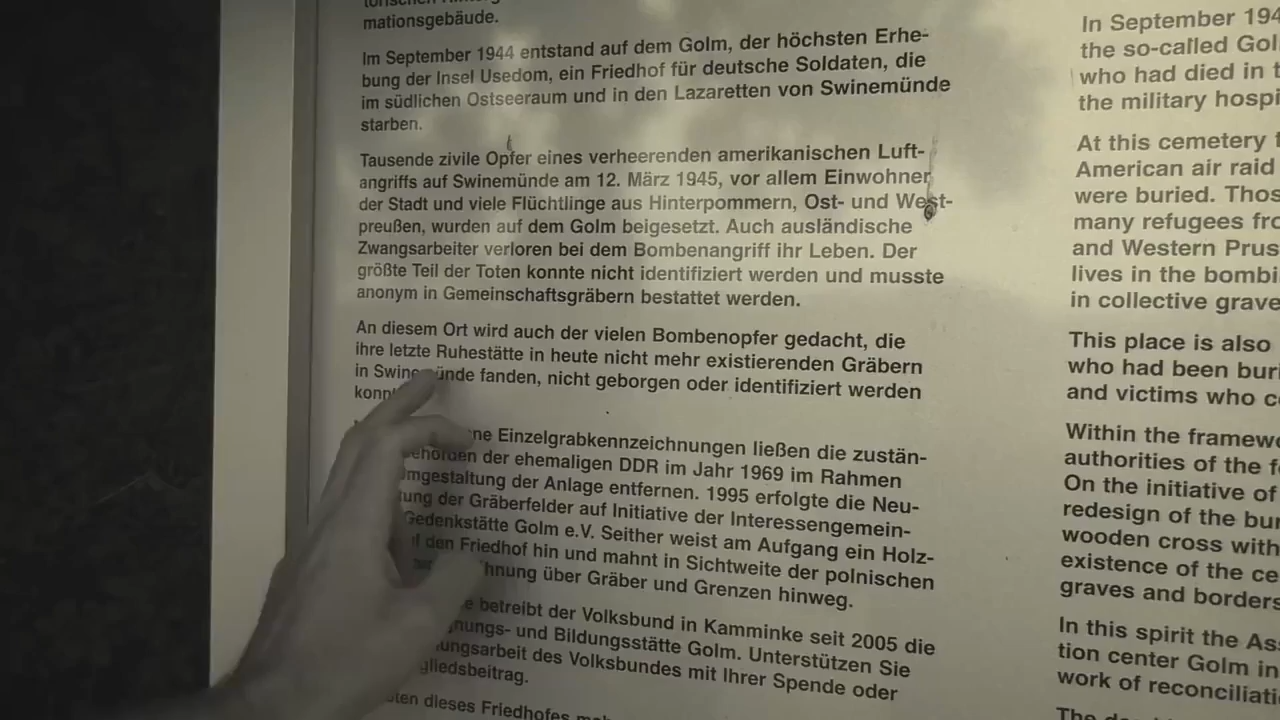 mationsgebäude.
Im September 1944 entstand auf dem Golm, der höchsten Erhe-
bung der Insel Usedom, ein Friedhof für deutsche Soldaten, die
im südlichen Ostseeraum und in den Lazaretten von Swinemünde
starben.
Tausende zivile Opfer eines verheerenden amerikanischen Luft-
angriffs auf Swinemünde am 12. März 1945, vor allem Einwohner
der Stadt und viele Flüchtlinge aus Hinterpommern, Ost- und West-
preußen, wurden auf dem Golm beigesetzt. Auch ausländische
Zwangsarbeiter verloren bei dem Bombenangriff ihr Leben. Der
größte Teil der Toten konnte nicht identifiziert werden und musste
anonym in Gemeinschaftsgräbern bestattet werden.
An diesem Ort wird auch der vielen Bombenopfer gedacht, die
ihre letzte Ruhestätte in heute nicht mehr existierenden Gräbern
in Swinemünde fanden, nicht geborgen oder identifiziert werden
Einzelgrabkennzeichnungen ließen die zustän-
der ehemaligen DDR im Jahr 1969 im Rahmen
der Anlage entfernen. 1995 erfolgte die Neu-
der Gräberfelder auf Initiative der Interessengemein-
Gedenkstätte Golm e.V. Seither weist am Aufgang ein Holz-
den Friedhof hin und mahnt in Sichtweite der polnischen
über Gräber und Grenzen hinweg.
betreibt der Volksbund in Kamminke seit 2005 die
und Bildungsstätte Golm. Unterstützen Sie
des Volksbundes mit Ihrer Spende oder
dieses Friedhofes
In September 194
the so-called Gol
who had died in t
the military hospi
At this cemetery
American air raid
were buried. Thos
many refugees fro
and Western Prus
lives in the bombi
in collective grave
This place is also
who had been buri
and victims who c
Within the framewo
authorities of the f
On the initiative of
redesign of the bur
wooden cross with
existence of the ce
graves and borders
In this spirit the As
tion center Golm in
work of reconciliati